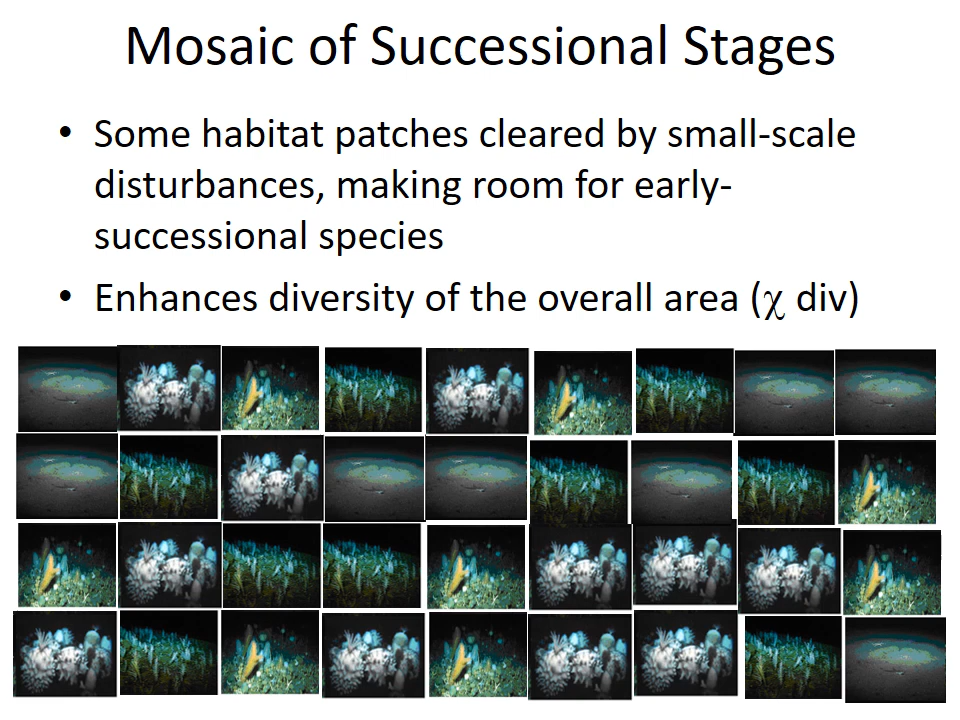 Mosaic of Successional Stages
• Some habitat patches cleared by small-scale
disturbances, making room for early-
successional species
• Enhances diversity of the overall area (χ div)